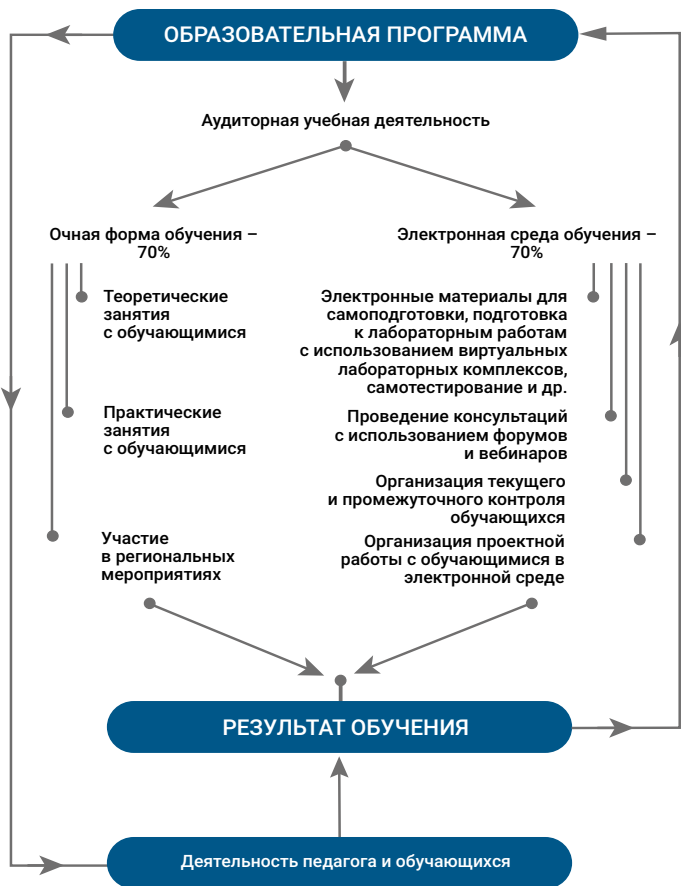 ОБРАЗОВАТЕЛЬНАЯ ПРОГРАММА
Аудиторная учебная деятельность
Очная форма обучения –
70%
Теоретические
занятия
с обучающимися
Практические
занятия
с обучающимися
Участие
в региональных
мероприятиях
Электронная среда обучения –
70%
Электронные материалы для
самоподготовки, подготовка
к лабораторным работам
с использованием виртуальных
лабораторных комплексов,
самотестирование и др.
Проведение консультаций
с использованием форумов
и вебинаров
Организация текущего
и промежуточного контроля
обучающихся
Организация проектной
работы с обучающимися в
электронной среде
РЕЗУЛЬТАТ ОБУЧЕНИЯ
Деятельность педагога и обучающихся